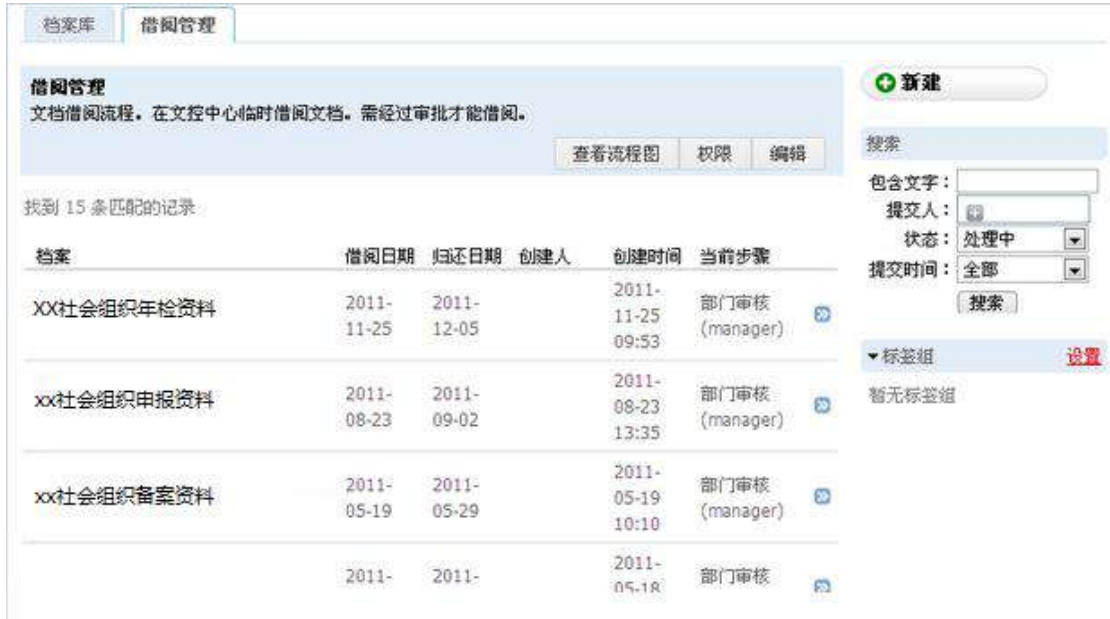 档案库
借阅管理
借阅管理
文档借阅流程。在文控中心临时借阅文档。需经过审批才能借阅。
查看流程图 权限 编辑
找到 15 条匹配的记录
档案 借阅日期 归还日期 创建人 创建时间 当前步骤
XX社会组织年检资料 2011-11-25 2011-12-05 2011-11-25 09:53 部门审核(manager)
xx社会组织申报资料 2011-08-23 2011-09-02 2011-08-23 13:35 部门审核(manager)
xx社会组织备案资料 2011-05-19 2011-05-29 2011-05-19 10:10 部门审核(manager)
2011- 2011- 2011-05-18 部门审核
新建
搜索
包含文字：
提交人：
状态： 处理中
提交时间： 全部
搜索
标签组 设置
暂无标签组